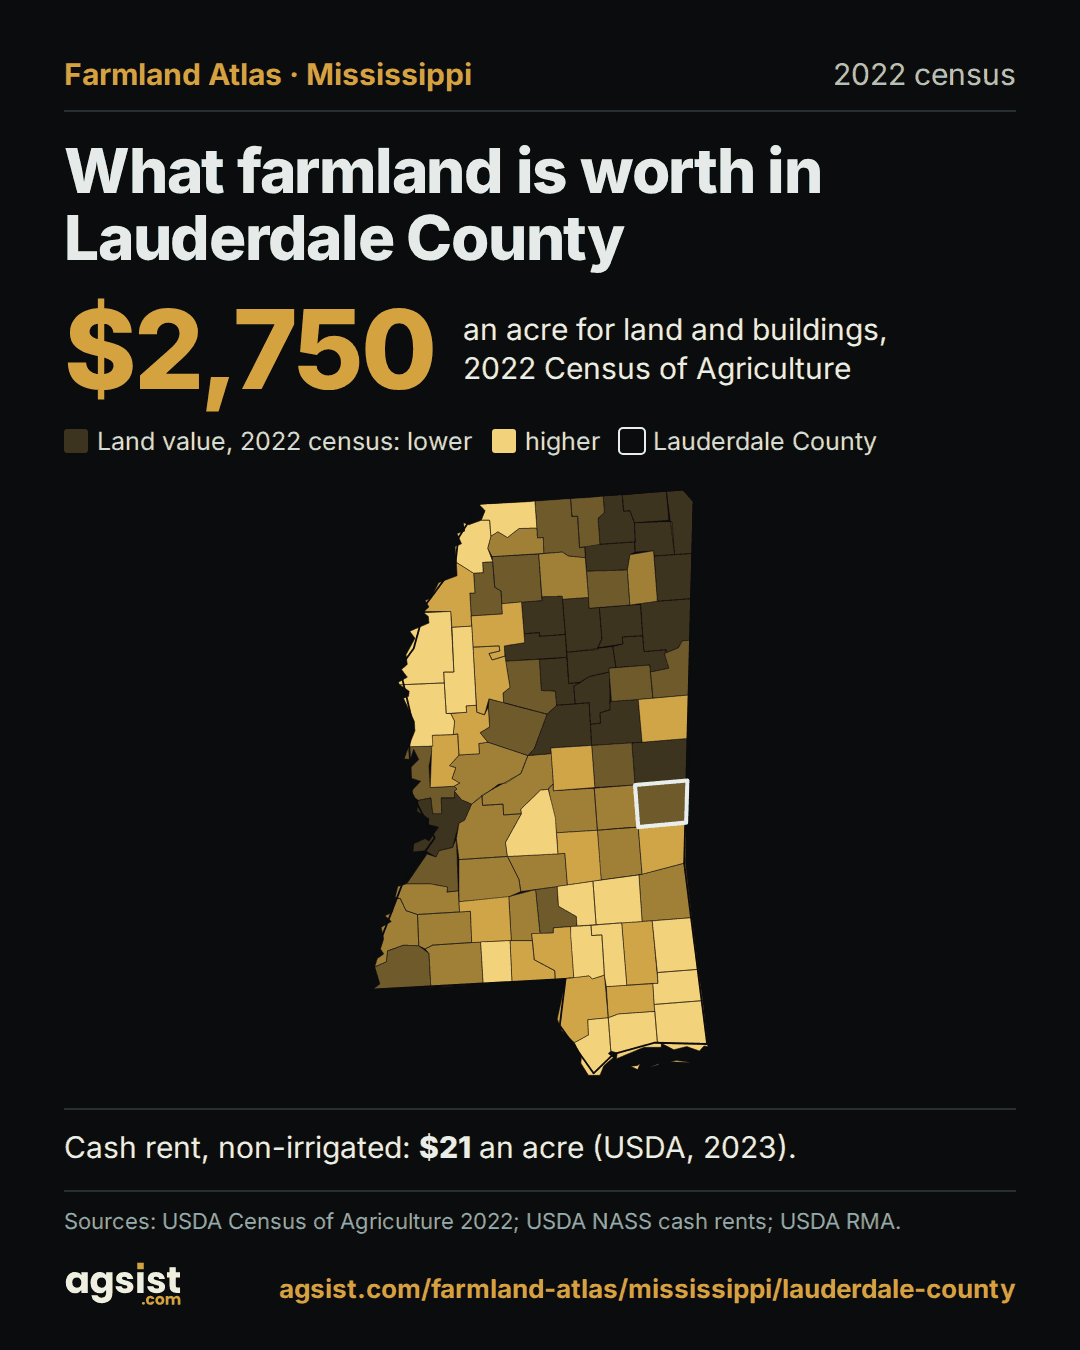 Farmland Atlas · Mississippi
2022 census
What farmland is worth in
Lauderdale County
$2,750
an acre for land and buildings,
2022 Census of Agriculture
Land value, 2022 census: lower
higher
Lauderdale County
Cash rent, non-irrigated: $21 an acre (USDA, 2023).
Sources: USDA Census of Agriculture 2022; USDA NASS cash rents; USDA RMA.
agsist
.com
agsist.com/farmland-atlas/mississippi/lauderdale-county